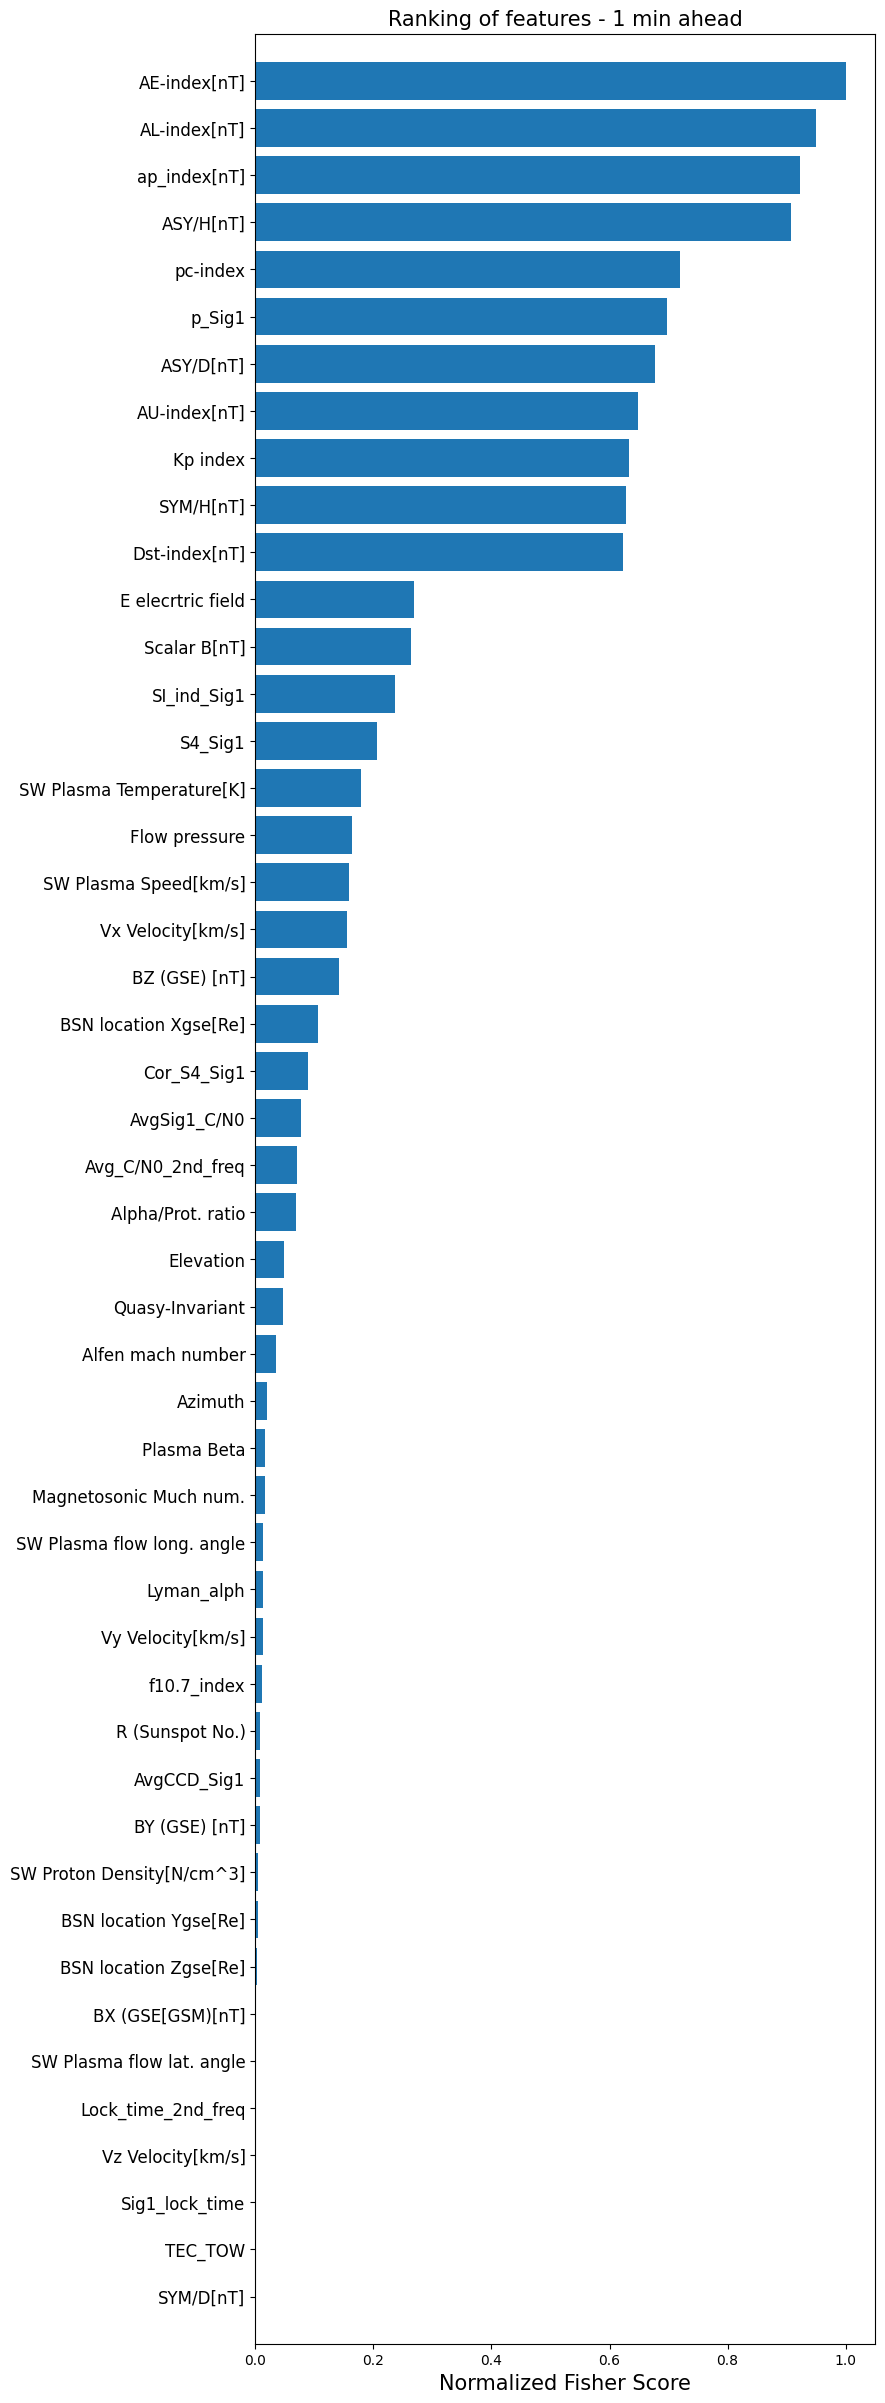 Ranking of features - 1 min ahead
AE-index[nT]
AL-index[nT]
ap_index[nT]
ASY/H[nT]
pc-index
p_Sig1
ASY/D[nT]
AU-index[nT]
Kp index
SYM/H[nT]
Dst-index[nT]
E elecrtric field
Scalar B[nT]
SI_ind_Sig1
S4_Sig1
SW Plasma Temperature[K]
Flow pressure
SW Plasma Speed[km/s]
Vx Velocity[km/s]
BZ (GSE) [nT]
BSN location Xgse[Re]
Cor_S4_Sig1
AvgSig1_C/N0
Avg_C/N0_2nd_freq
Alpha/Prot. ratio
Elevation
Quasy-Invariant
Alfen mach number
Azimuth
Plasma Beta
Magnetosonic Much num.
SW Plasma flow long. angle
Lyman_alph
Vy Velocity[km/s]
f10.7_index
R (Sunspot No.)
AvgCCD_Sig1
BY (GSE) [nT]
SW Proton Density[N/cm^3]
BSN location Ygse[Re]
BSN location Zgse[Re]
BX (GSE[GSM)[nT]
SW Plasma flow lat. angle
Lock_time_2nd_freq
Vz Velocity[km/s]
Sig1_lock_time
TEC_TOW
SYM/D[nT]
0.0 0.2 0.4 0.6 0.8 1.0
Normalized Fisher Score